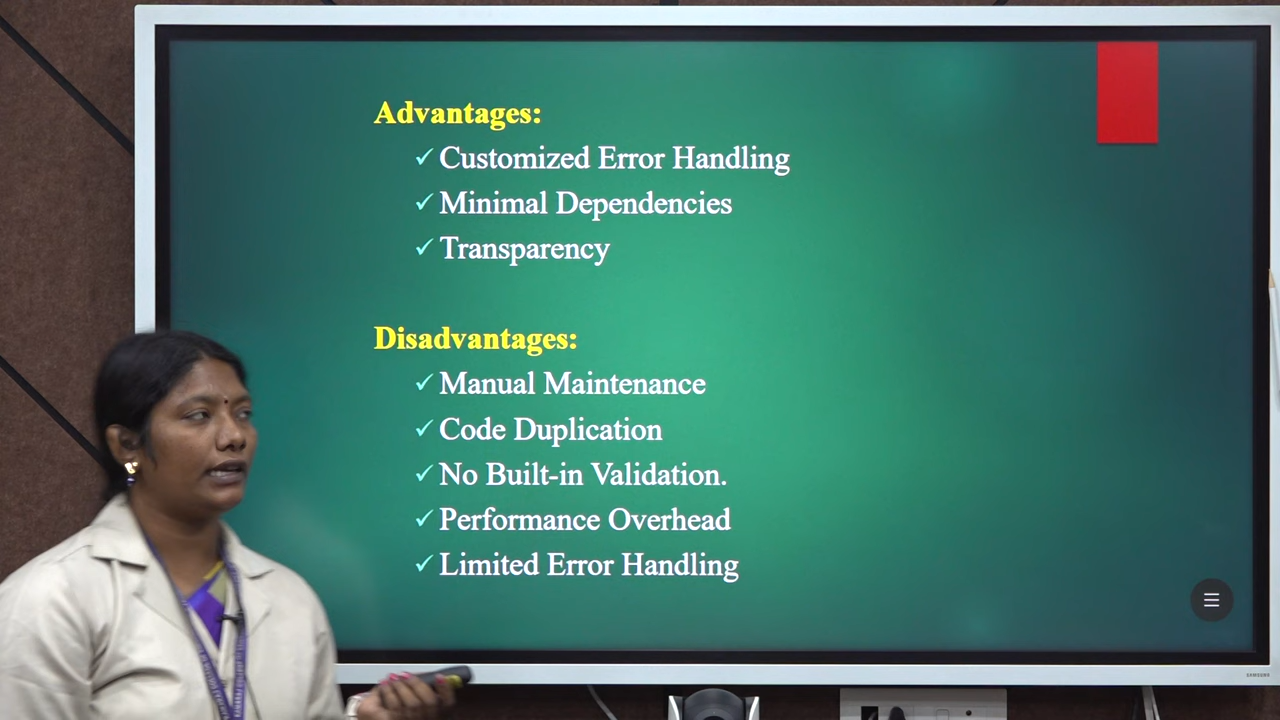 Advantages:
✓ Customized Error Handling
✓ Minimal Dependencies
✓ Transparency
Disadvantages:
✓ Manual Maintenance
✓ Code Duplication
✓ No Built-in Validation.
✓ Performance Overhead
✓ Limited Error Handling
SAMSUNG